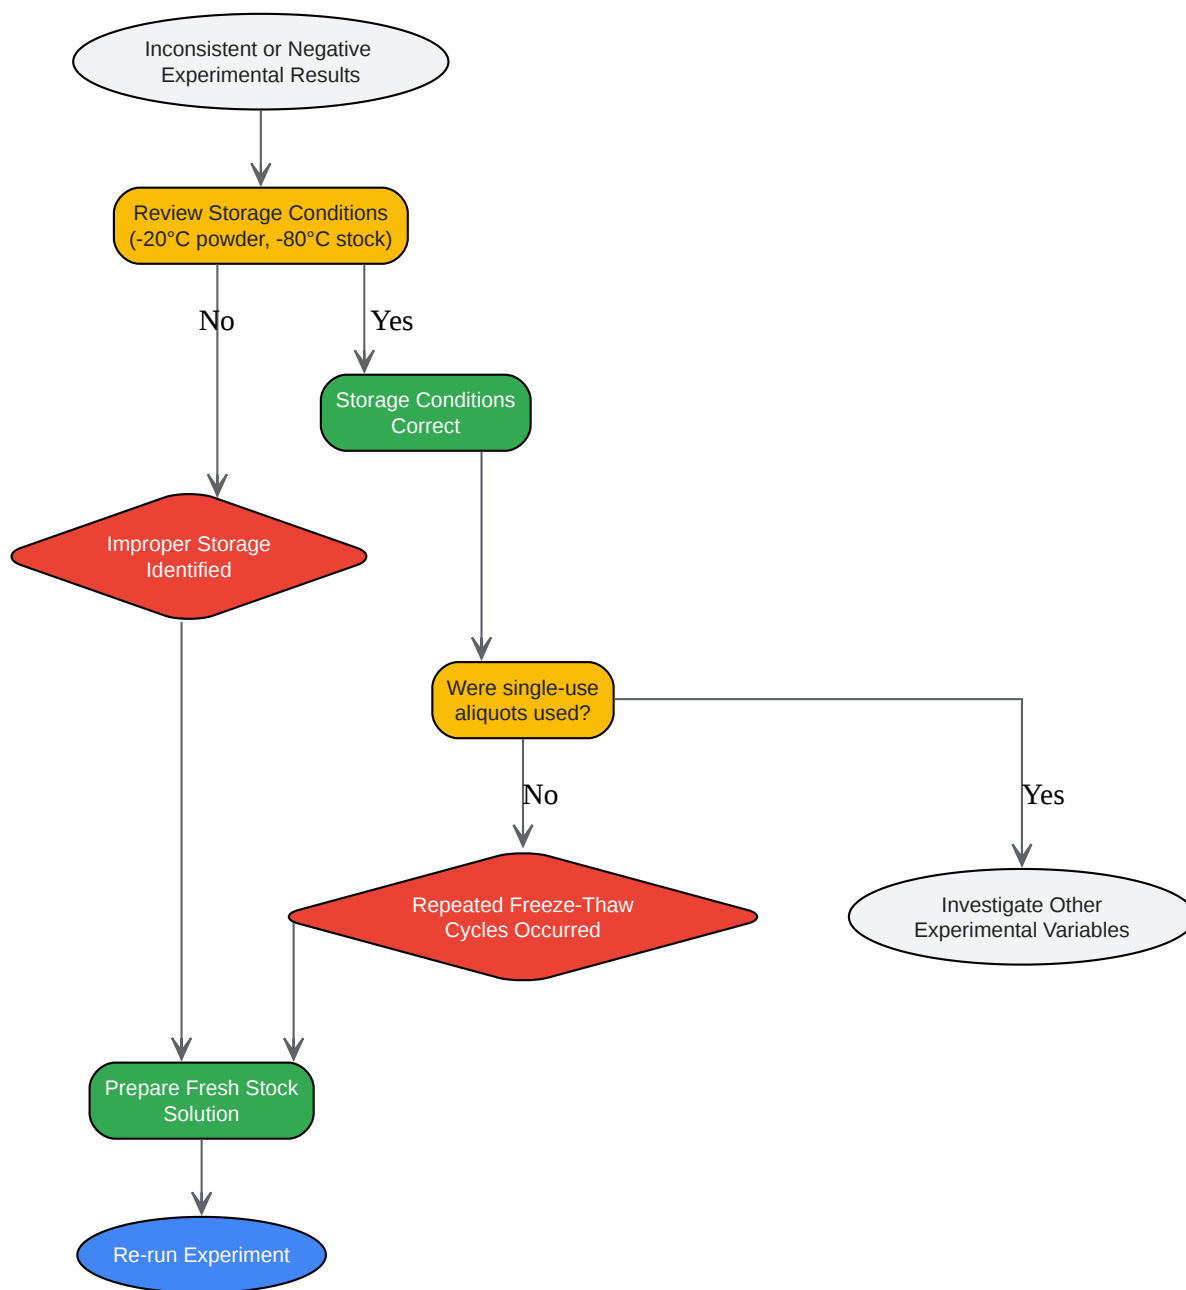 Inconsistent or Negative
Experimental Results
Review Storage Conditions
(-20°C powder, -80°C stock)
No
Yes
Storage Conditions
Correct
Improper Storage
Identified
Were single-use
aliquots used?
No
Yes
Repeated Freeze-Thaw
Cycles Occurred
Investigate Other
Experimental Variables
Prepare Fresh Stock
Solution
Re-run Experiment